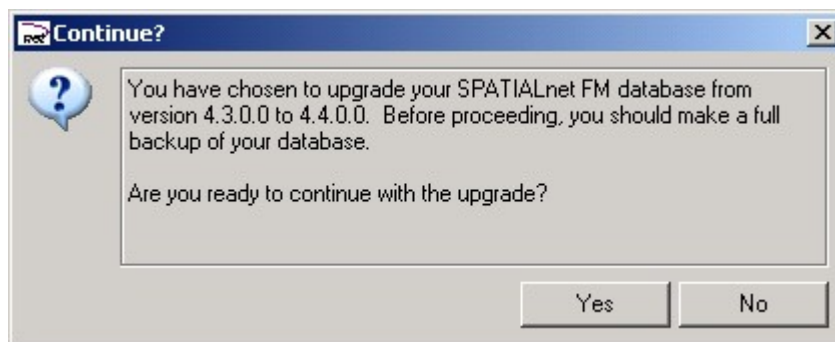 Continue?
You have chosen to upgrade your SPATIALnet FM database from
version 4.3.0.0 to 4.4.0.0.  Before proceeding, you should make a full
backup of your database.
Are you ready to continue with the upgrade?
Yes
No